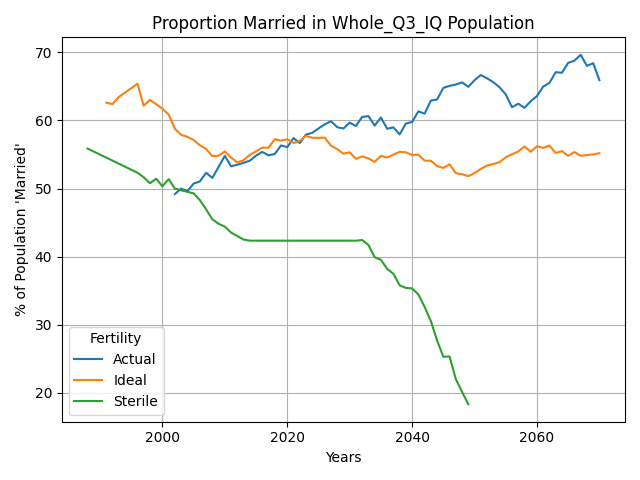 Proportion Married in Whole_Q3_IQ Population
% of Population 'Married'
70
60
50
40
30
20
Fertility
Actual
Ideal
Sterile
2000
2020
2040
2060
Years